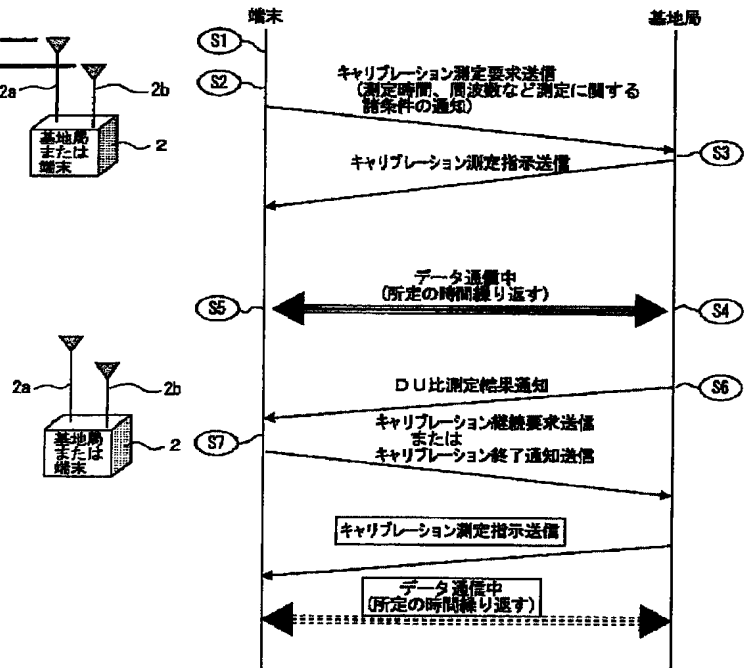 端末
基地局
S1
S2
キャリブレーション測定要求送信
(測定時間、周波数など測定に関する
諸条件の通知)
2a
2b
基地局
または
端末
2
S3
キャリブレーション測定指示送信
データ通信中
(所定の時間繰り返す)
S5
S4
2a
2b
基地局
または
端末
2
DU比測定結果通知
S6
S7
キャリブレーション継続要求送信
または
キャリブレーション終了通知送信
キャリブレーション測定指示送信
データ通信中
(所定の時間繰り返す)